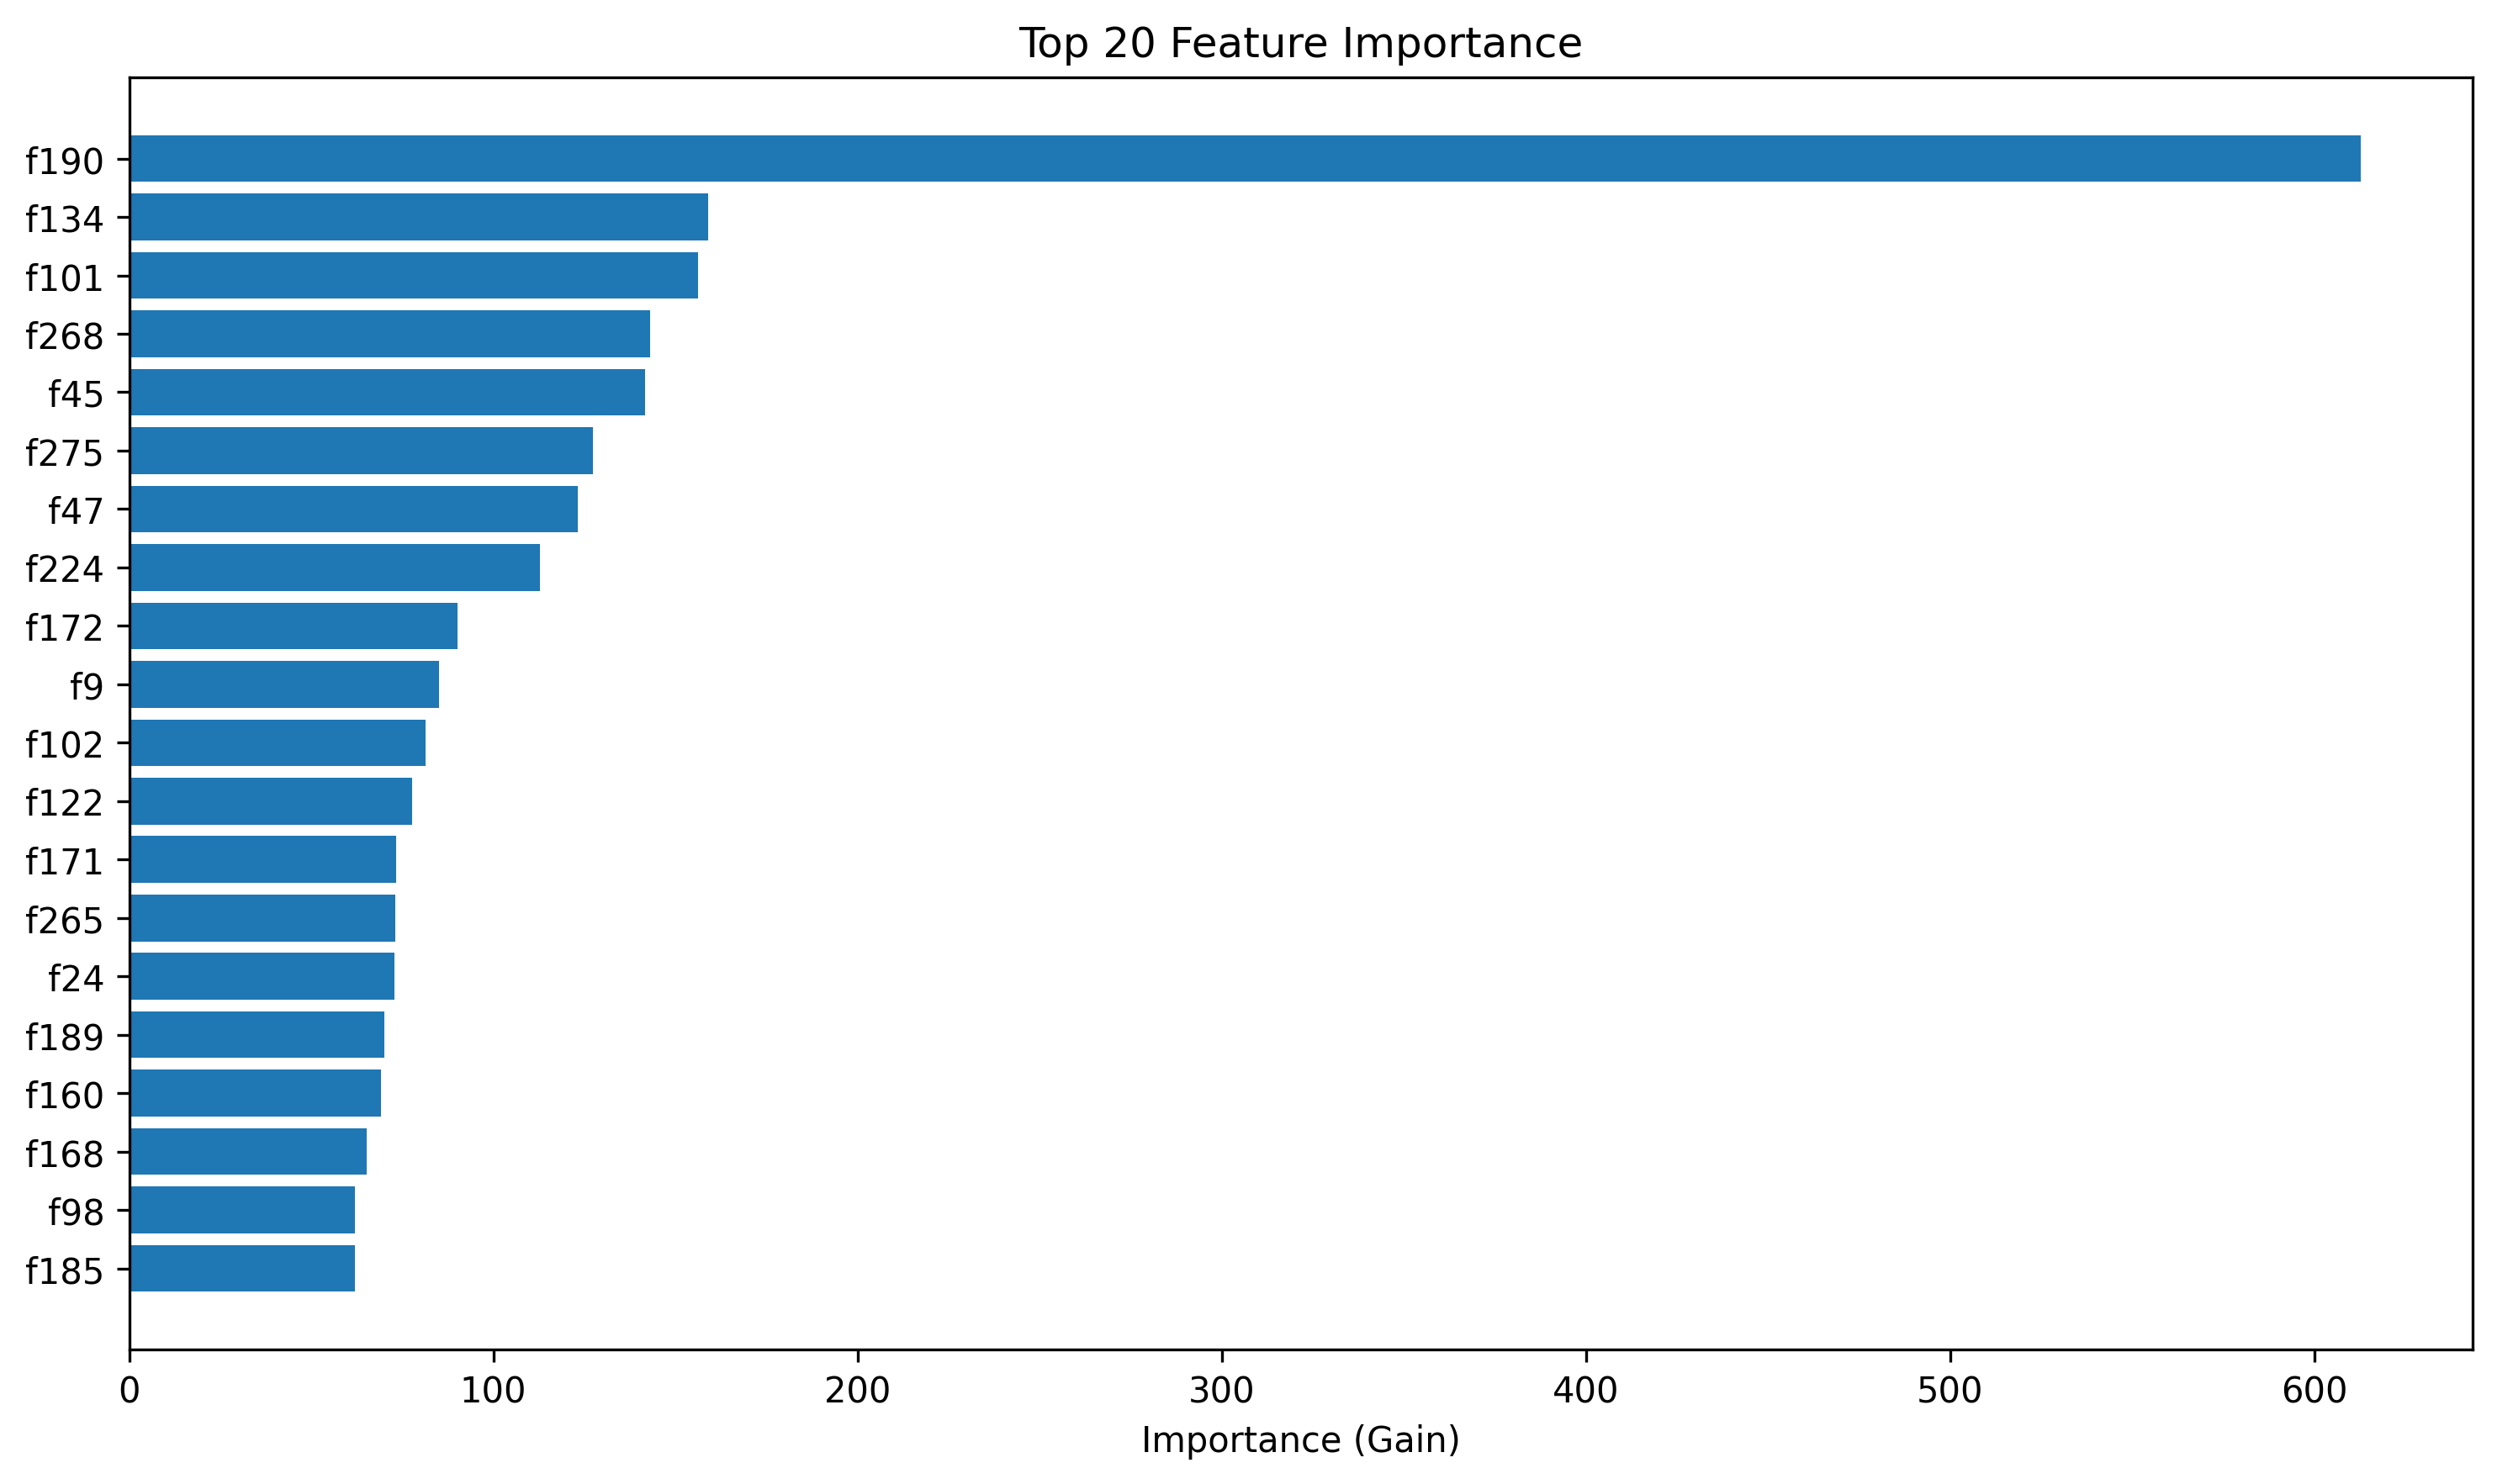 Top 20 Feature Importance
f190
f134
f101
f268
f45
f275
f47
f224
f172
f9
f102
f122
f171
f265
f24
f189
f160
f168
f98
f185
0 100 200 300 400 500 600
Importance (Gain)